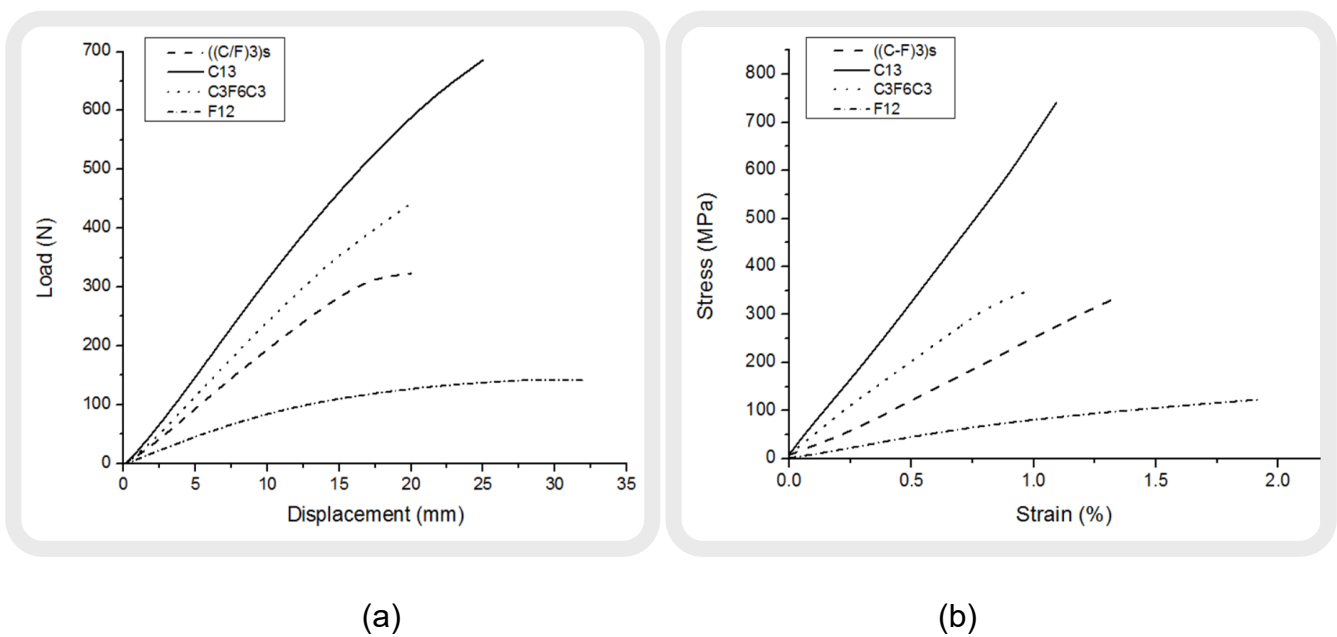 ((C/F)3)s
C13
C3F6C3
F12
700
600
500
400
300
200
100
0
Load (N)
0 5 10 15 20 25 30 35
Displacement (mm)
((C-F)3)s
C13
C3F6C3
F12
800
700
600
500
400
300
200
100
0
Stress (MPa)
0.0 0.5 1.0 1.5 2.0
Strain (%)
(a)
(b)